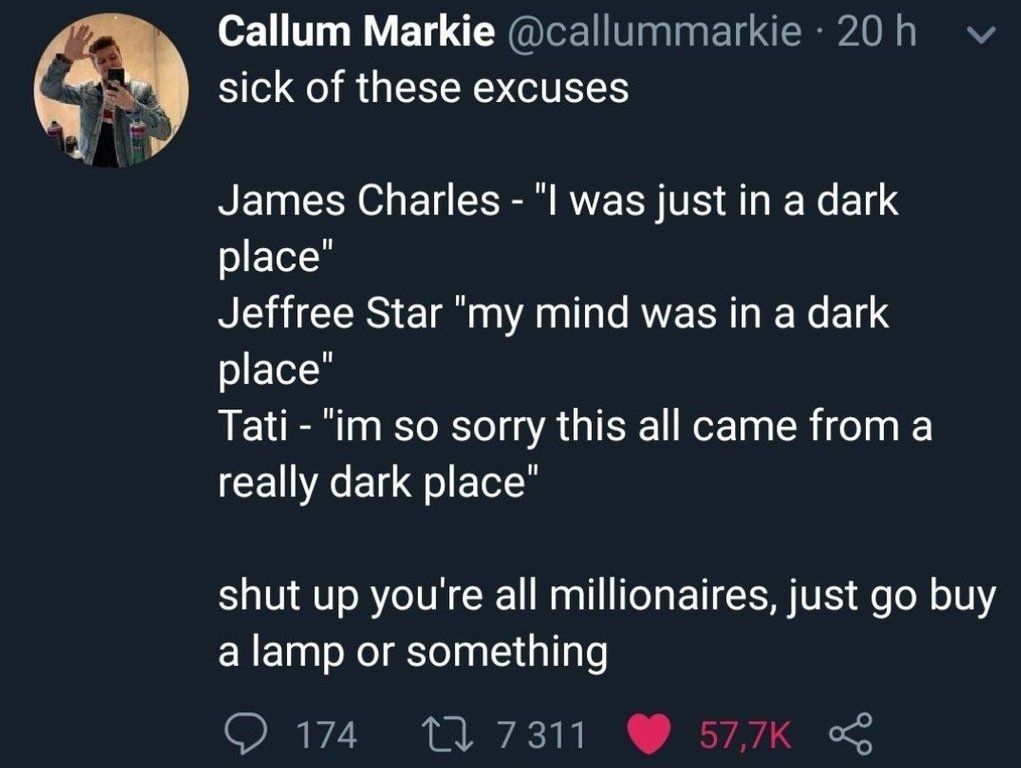 Callum Markie @callummarkie · 20 h
sick of these excuses
James Charles - "I was just in a dark
place"
Jeffree Star "my mind was in a dark
place"
Tati - "im so sorry this all came from a
really dark place"
shut up you're all millionaires, just go buy
a lamp or something
174 7 311 57,7K